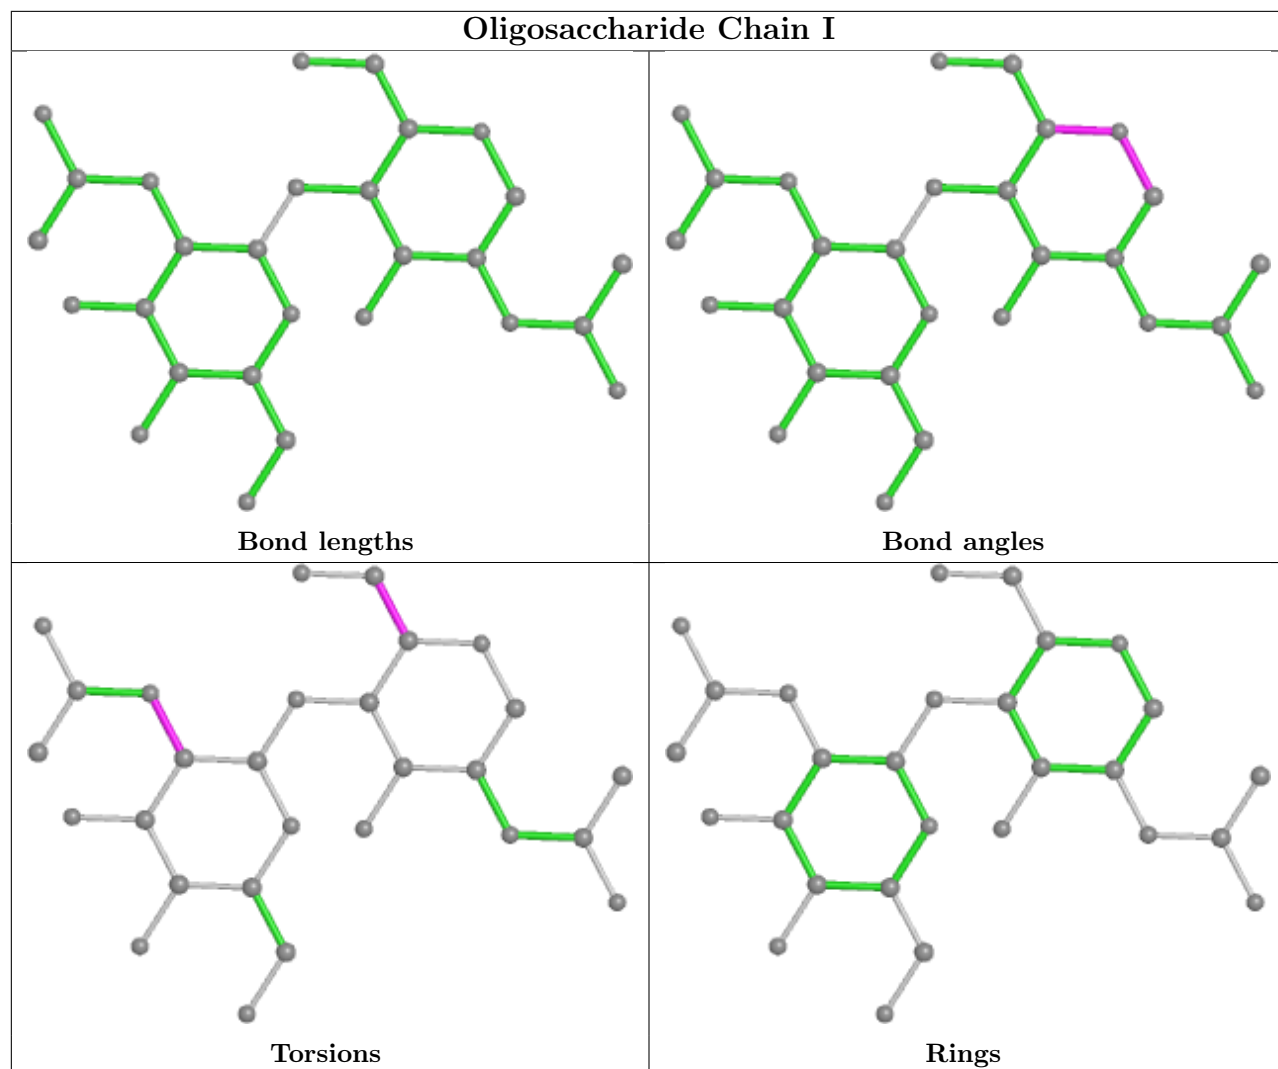 Oligosaccharide Chain I
Bond lengths
Bond angles
Torsions
Rings